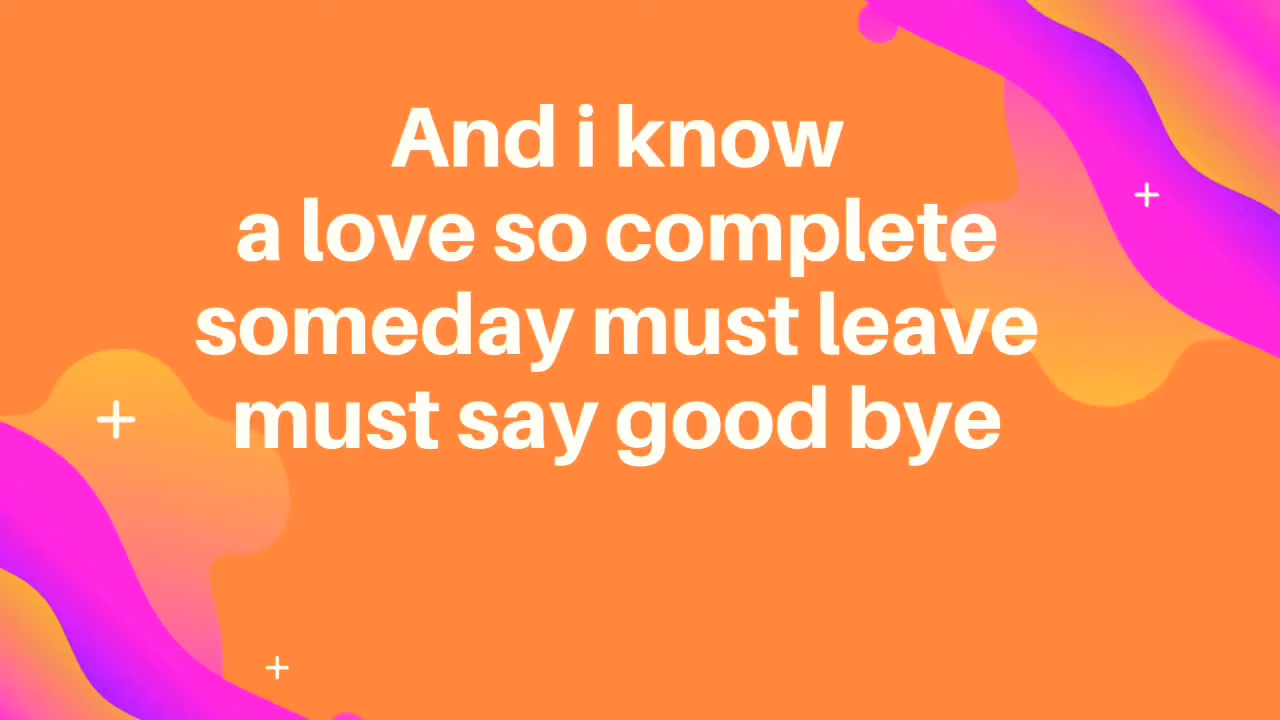 And i know
a love so complete
someday must leave
must say good bye